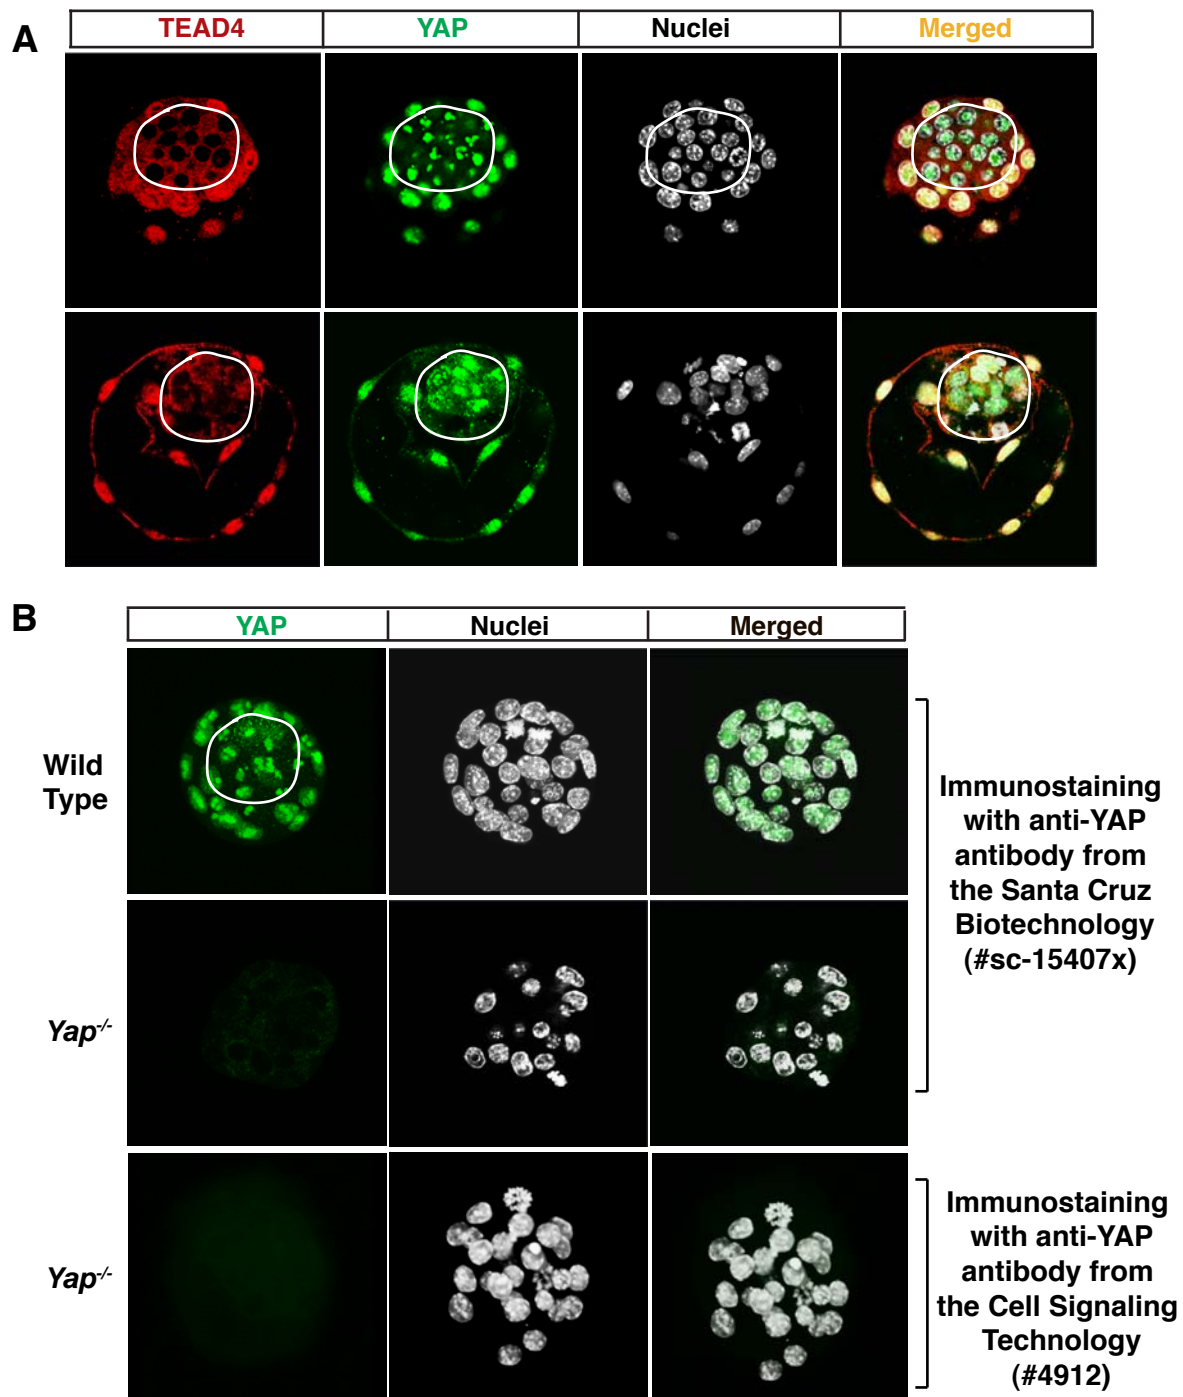 A
TEAD4 YAP Nuclei Merged
B
YAP Nuclei Merged
Wild
Type
Immunostaining
with anti-YAP
antibody from
the Santa Cruz
Biotechnology
(#sc-15407x)
Yap-/-
Yap-/-
Immunostaining
with anti-YAP
antibody from
the Cell Signaling
Technology
(#4912)